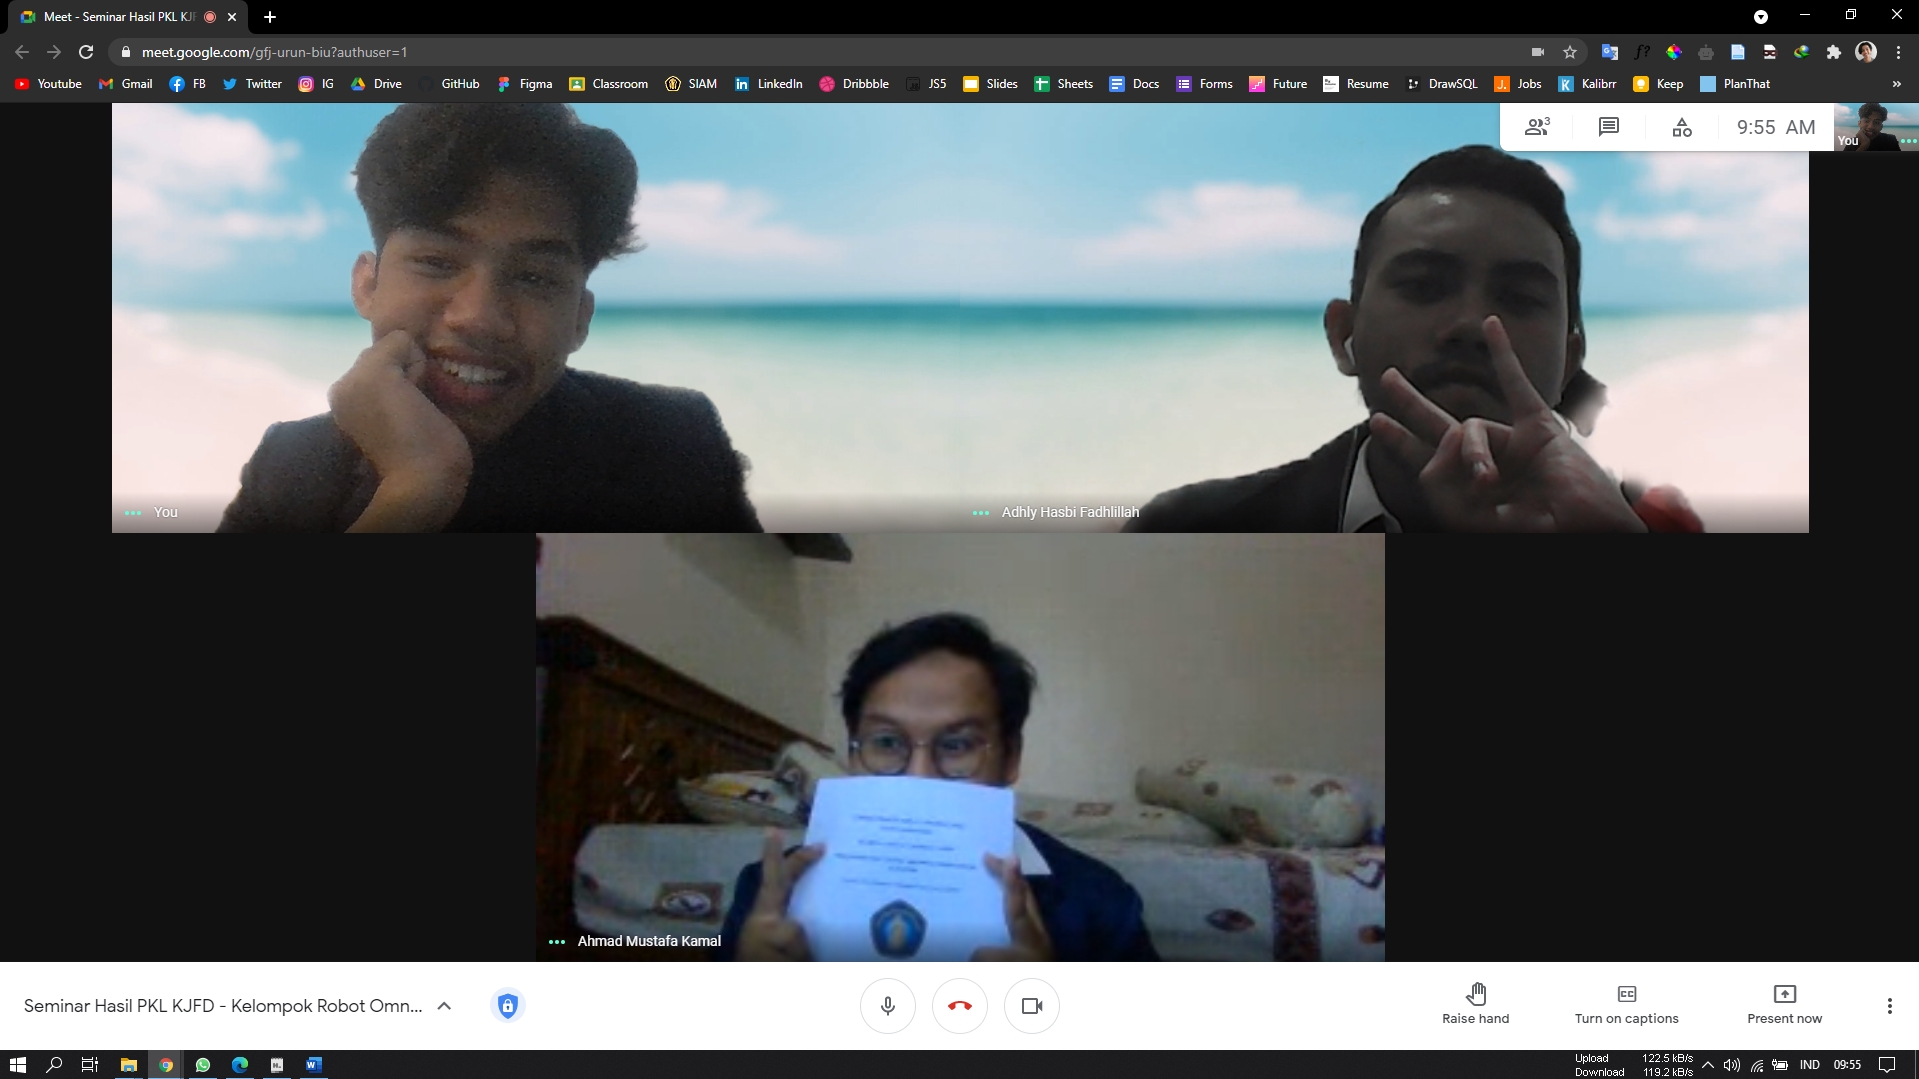 Meet - Seminar Hasil PKL KJF
meet.google.com/gfj-urun-biu?authuser=1
Youtube Gmail FB Twitter IG Drive GitHub Figma Classroom SIAM LinkedIn Dribbble JS5 Slides Sheets Docs Forms Future Resume DrawSQL Jobs Kalibrr Keep PlanThat »
3
9:55 AM
You
You
Adhly Hasbi Fadhlillah
Ahmad Mustafa Kamal
Seminar Hasil PKL KJFD - Kelompok Robot Omn...
Raise hand
CC
Turn on captions
Present now
Upload 122.5 kB/s
Download 119.2 kB/s
IND
09:55